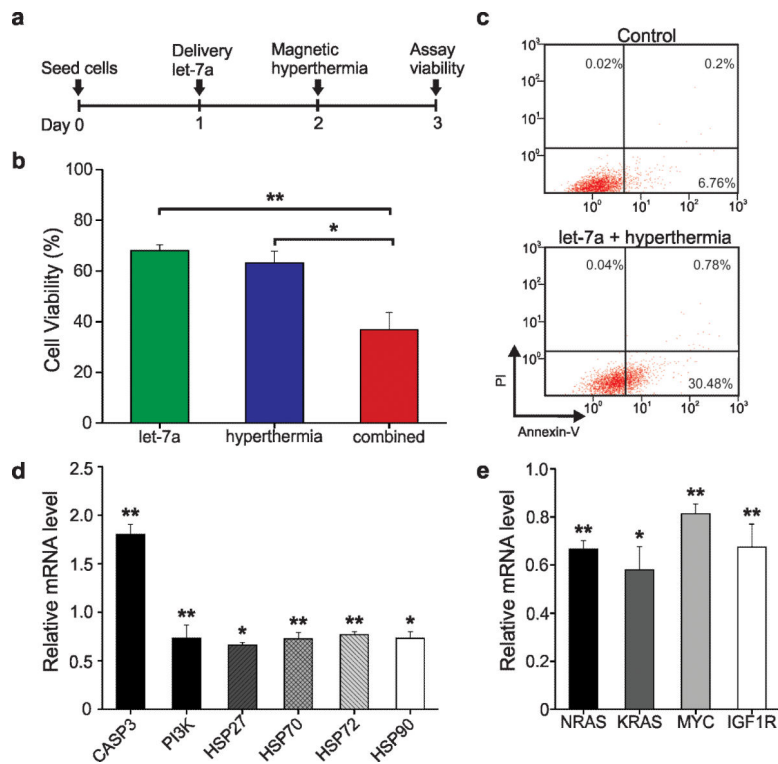 a
Seed cells
Delivery
let-7a
Magnetic
hyperthermia
Assay
viability
Day 0
1
2
3
b
Cell Viability (%)
100
80
60
40
20
0
**
*
let-7a
hyperthermia
combined
c
Control
10³
10²
10¹
10⁰
0.02%
0.2%
6.76%
10⁰
10¹
10²
10³
let-7a + hyperthermia
10³
10²
10¹
10⁰
0.04%
0.78%
30.48%
10⁰
10¹
10²
10³
PI
Annexin-V
d
Relative mRNA level
2.5
2.0
1.5
1.0
0.5
0
**
**
*
**
**
*
CASP3
PI3K
HSP27
HSP70
HSP72
HSP90
e
Relative mRNA level
1.0
0.8
0.6
0.4
0.2
0
**
*
**
**
NRAS
KRAS
MYC
IGF1R